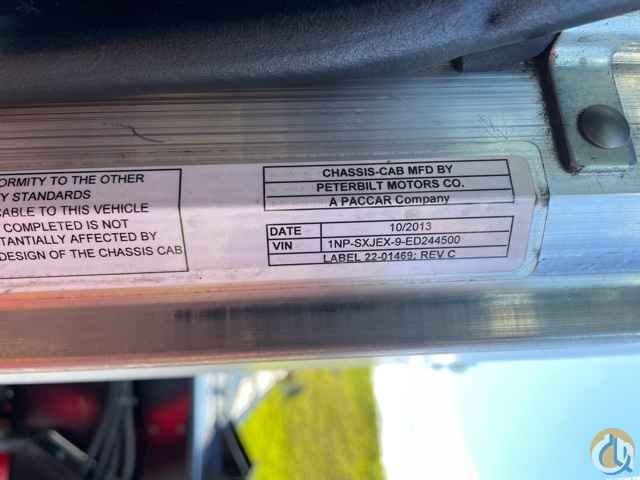 ORMITY TO THE OTHER
Y STANDARDS
CABLE TO THIS VEHICLE
COMPLETED IS NOT
STANTIALLY AFFECTED BY
DESIGN OF THE CHASSIS CAB
CHASSIS-CAB MFD BY
PETERBILT MOTORS CO.
A PACCAR Company
DATE 10/2013
VIN 1NP-SXJEX-9-ED244500
LABEL 22-01469; REV C